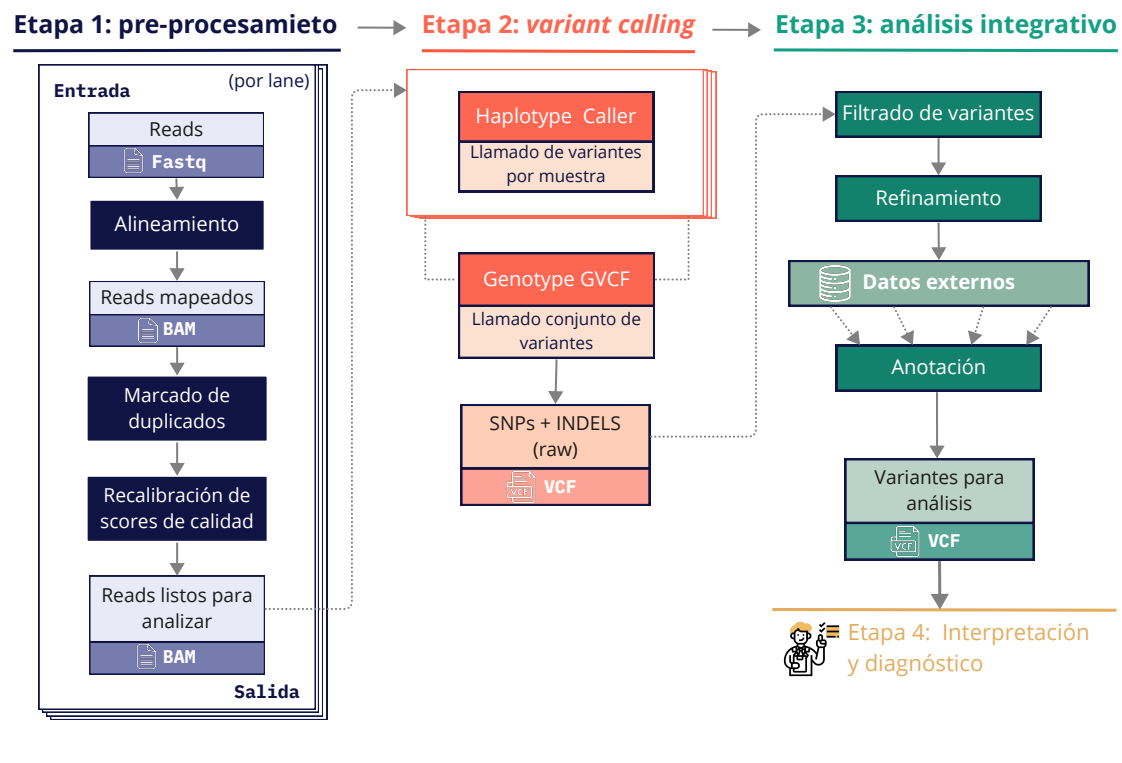 Etapa 1: pre-procesamieto
Etapa 2: variant calling
Etapa 3: análisis integrativo
(por lane)
Entrada
Reads
Fastq
Alineamiento
Reads mapeados
BAM
Marcado de
duplicados
Recalibración de
scores de calidad
Reads listos para
analizar
BAM
Salida
Haplotype Caller
Llamado de variantes
por muestra
Genotype GVCF
Llamado conjunto de
variantes
SNPs + INDELS
(raw)
VCF
VCF
Filtrado de variantes
Refinamiento
Datos externos
Anotación
Variantes para
análisis
VCF
VCF
Etapa 4: Interpretación
y diagnóstico